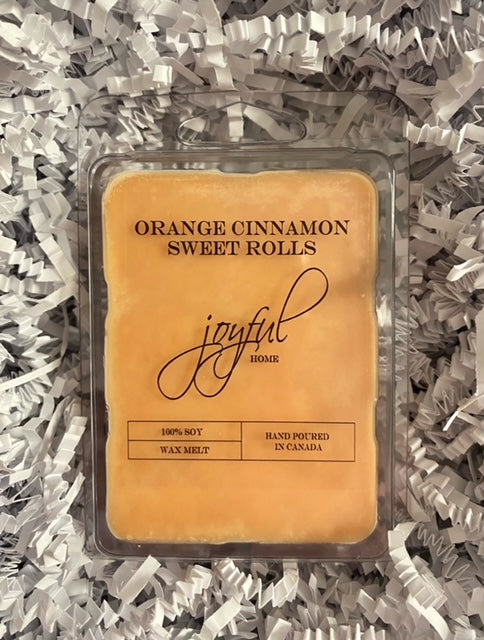 ORANGE CINNAMON
SWEET ROLLS
joyful
HOME
100% SOY
WAX MELT
HAND POURED
IN CANADA